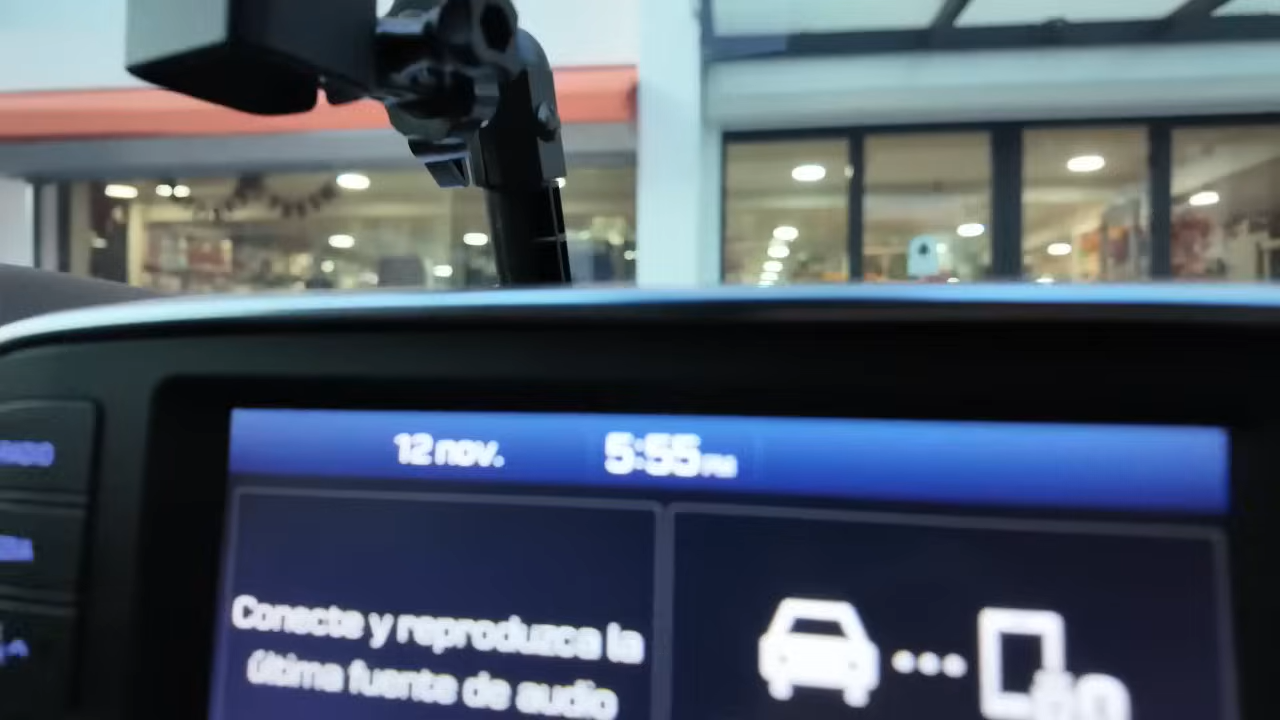 12 nov.
5:55 PM
Conecte y reproduzca la
última fuente de audio